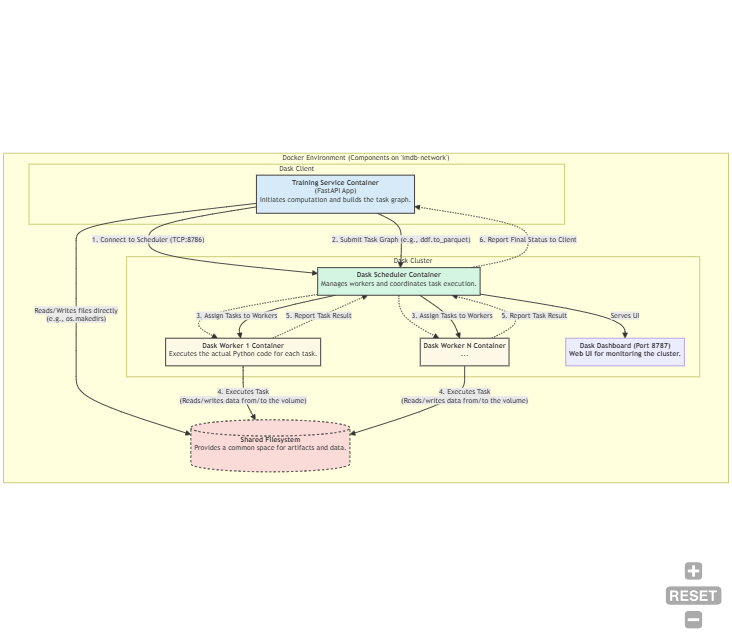 Docker Environment (Components on 'imdb-network')
Dask Client
Training Service Container
(FastAPI App)
Initiates computation and builds the task graph.
1. Connect to Scheduler (TCP:8786)
2. Submit Task Graph (e.g., ddf.to_parquet)
6. Report Final Status to Client
Dask Cluster
Dask Scheduler Container
Manages workers and coordinates task execution.
Reads/Writes files directly
(e.g., os.makedirs)
3. Assign Tasks to Workers
5. Report Task Result
3. Assign Tasks to Workers
5. Report Task Result
Serves UI
Dask Worker 1 Container
Executes the actual Python code for each task.
Dask Worker N Container
...
Dask Dashboard (Port 8787)
Web UI for monitoring the cluster.
4. Executes Task
(Reads/writes data from/to the volume)
4. Executes Task
(Reads/writes data from/to the volume)
Shared Filesystem
Provides a common space for artifacts and data.
RESET